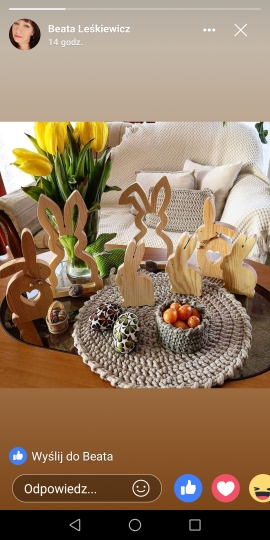 Beata Leśkiewicz
14 godz.
Wyślij do Beata
Odpowiedz...